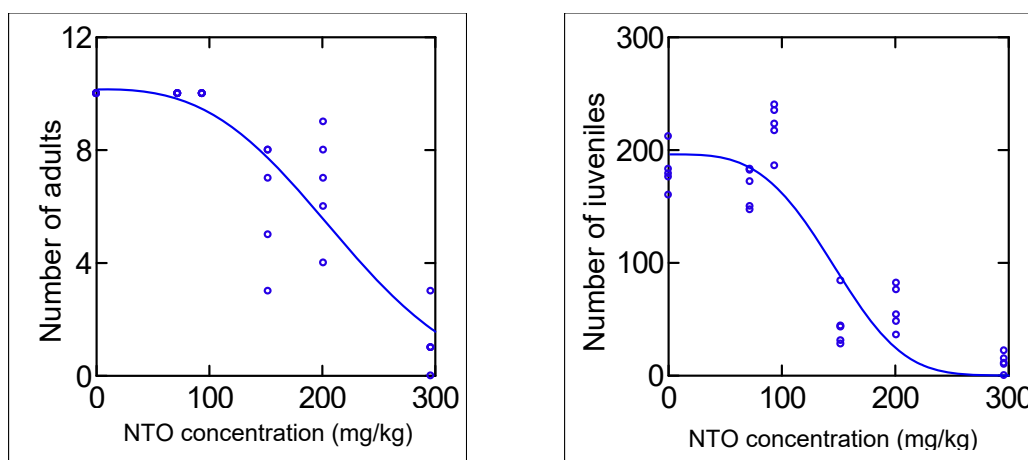 12
8
4
0
0 100 200 300
Number of adults
NTO concentration (mg/kg)
300
200
100
0
0 100 200 300
Number of iuveniles
NTO concentration (mg/kg)